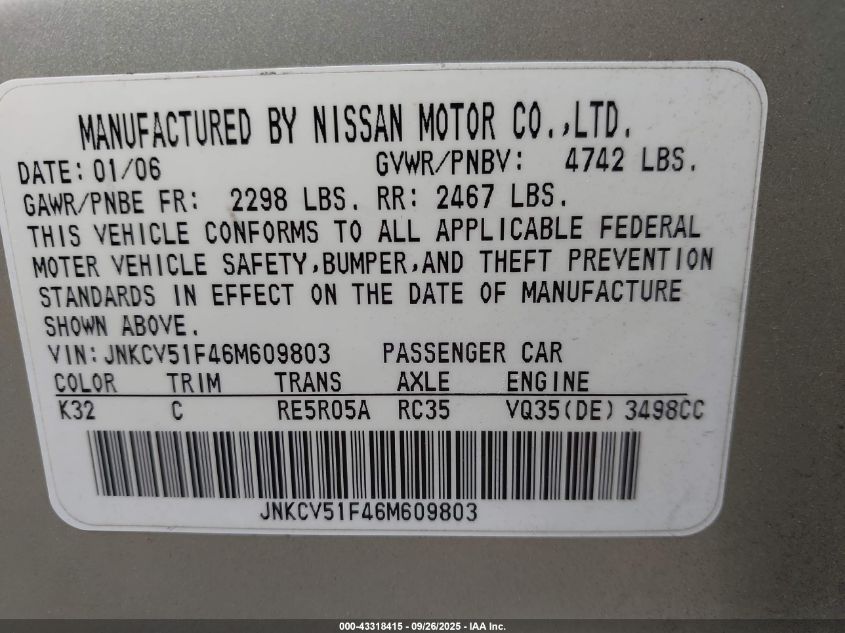 MANUFACTURED BY NISSAN MOTOR CO.,LTD.
DATE: 01/06 GVWR/PNBV: 4742 LBS.
GAWR/PNBE FR: 2298 LBS. RR: 2467 LBS.
THIS VEHICLE CONFORMS TO ALL APPLICABLE FEDERAL
MOTER VEHICLE SAFETY,BUMPER,AND THEFT PREVENTION
STANDARDS IN EFFECT ON THE DATE OF MANUFACTURE
SHOWN ABOVE.
VIN: JNKCV51F46M609803 PASSENGER CAR
COLOR TRIM TRANS AXLE ENGINE
K32 C RE5R05A RC35 VQ35(DE) 3498CC
JNKCV51F46M609803
000-43318415 - 09/26/2025 - IAA Inc.